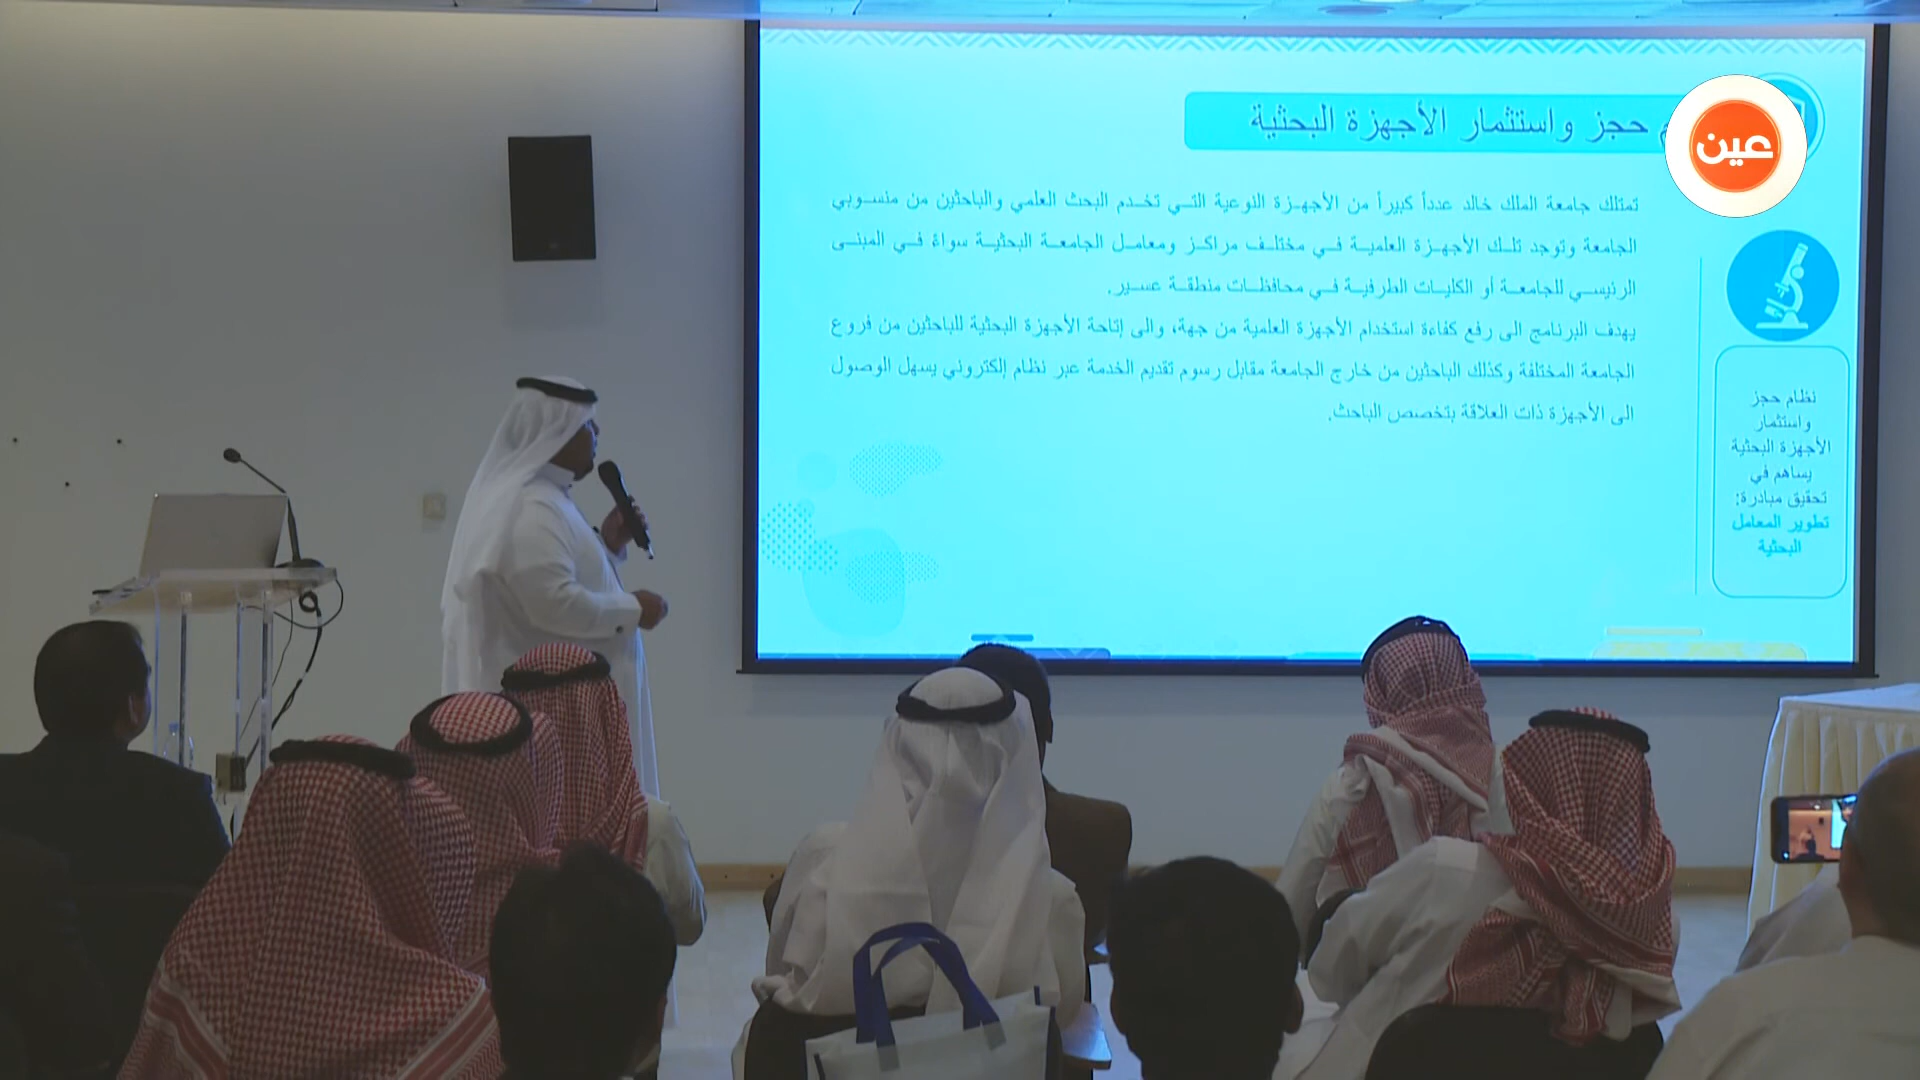 حجز واستثمار الأجهزة البحثية
عين
تمتلك جامعة الملك خالد عدداً كبيراً من الأجهزة النوعية التي تخدم البحث العلمي والباحثين من منسوبي
الجامعة وتوجد تلك الأجهزة العلمية في مختلف مراكز ومعامل الجامعة البحثية سواءً في المبنى
الرئيسي للجامعة أو الكليات الطرفية في محافظات منطقة عسير.
يهدف البرنامج الى رفع كفاءة استخدام الأجهزة العلمية من جهة، والى إتاحة الأجهزة البحثية للباحثين من فروع
الجامعة المختلفة وكذلك الباحثين من خارج الجامعة مقابل رسوم تقديم الخدمة عبر نظام إلكتروني يسهل الوصول
الى الأجهزة ذات العلاقة بتخصص الباحث.
نظام حجز
واستثمار
الأجهزة البحثية
يساهم في
تحقيق مبادرة:
تطوير المعامل
البحثية